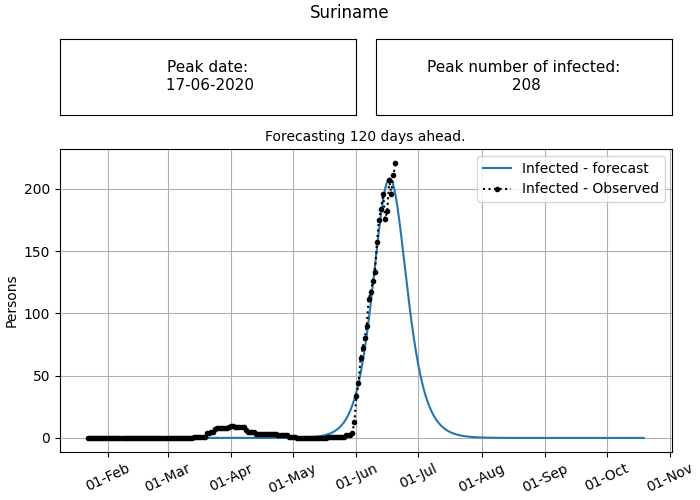 Suriname
Peak date:
17-06-2020
Peak number of infected:
208
Forecasting 120 days ahead.
Infected - forecast
Infected - Observed
Persons
200
150
100
50
0
01-Feb
01-Mar
01-Apr
01-May
01-Jun
01-Jul
01-Aug
01-Sep
01-Oct
01-Nov